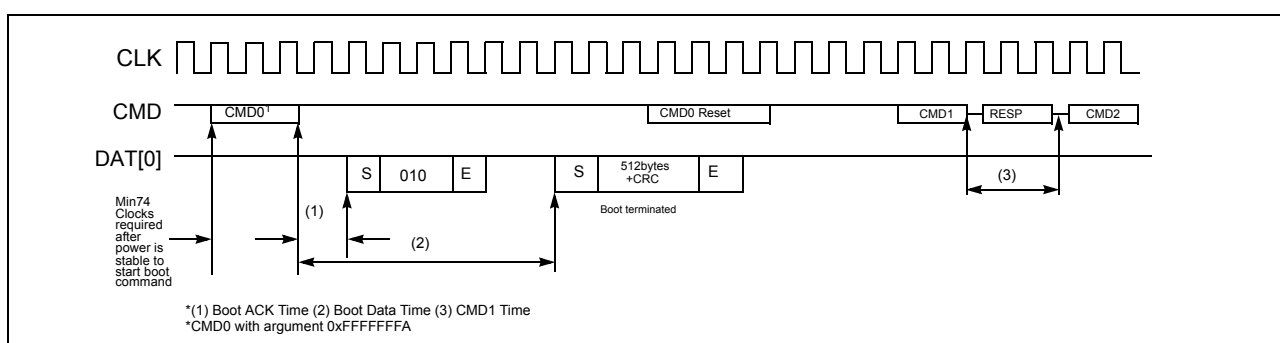 CLK
CMD
CMD0¹
CMD0 Reset
CMD1
RESP
CMD2
DAT[0]
S
010
E
S
512bytes
+CRC
E
(3)
Boot terminated
Min74
Clocks
required
after
power is
stable to
start boot
command
(1)
(2)
*(1) Boot ACK Time (2) Boot Data Time (3) CMD1 Time
*CMD0 with argument 0xFFFFFFFA